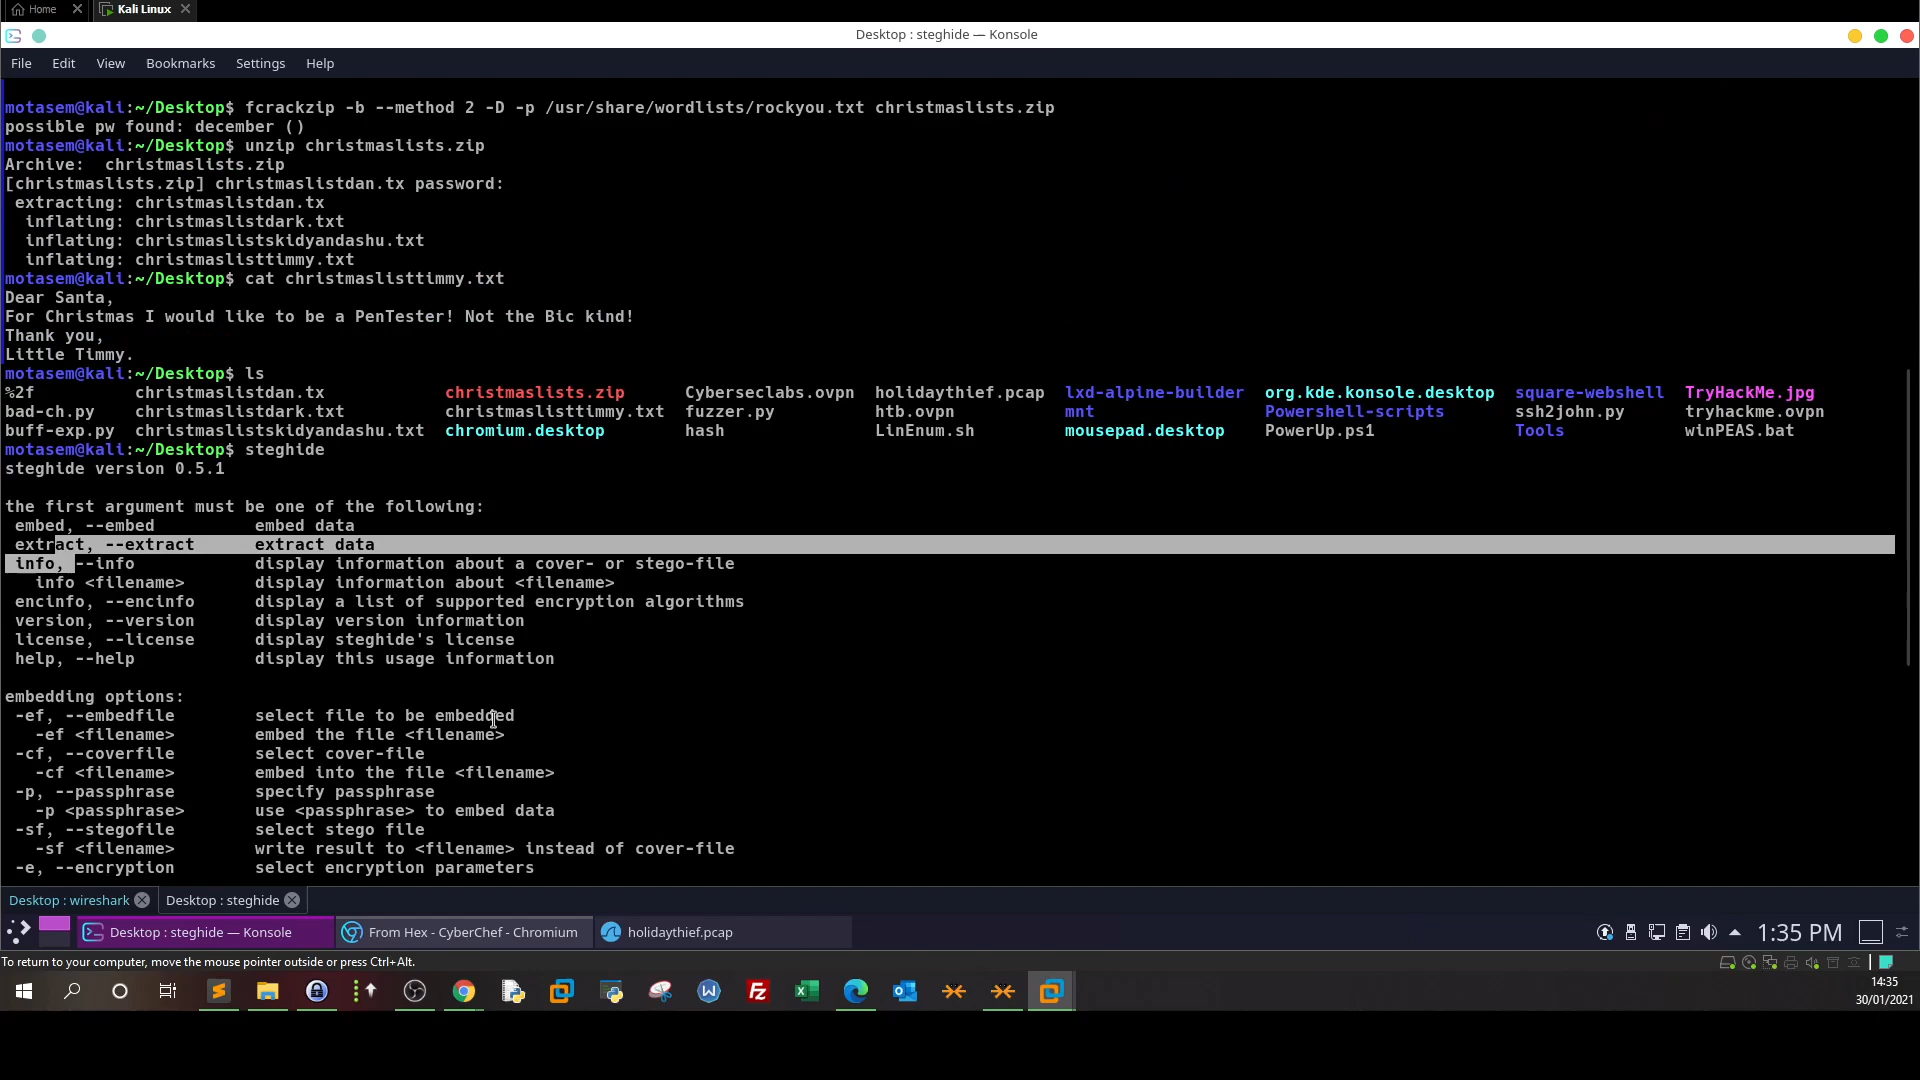 Home
Kali Linux
Desktop : steghide — Konsole
File Edit View Bookmarks Settings Help
motasem@kali:~/Desktop$ fcrackzip -b --method 2 -D -p /usr/share/wordlists/rockyou.txt christmaslists.zip
possible pw found: december ()
motasem@kali:~/Desktop$ unzip christmaslists.zip
Archive:  christmaslists.zip
[christmaslists.zip] christmaslistdan.tx password:
 extracting: christmaslistdan.tx
  inflating: christmaslistdark.txt
  inflating: christmaslistskidyandashu.txt
  inflating: christmaslisttimmy.txt
motasem@kali:~/Desktop$ cat christmaslisttimmy.txt
Dear Santa,
For Christmas I would like to be a PenTester! Not the Bic kind!
Thank you,
Little Timmy.
motasem@kali:~/Desktop$ ls
%2f christmaslistdan.tx christmaslists.zip Cyberseclabs.ovpn holidaythief.pcap lxd-alpine-builder org.kde.konsole.desktop square-webshell TryHackMe.jpg
bad-ch.py christmaslistdark.txt christmaslisttimmy.txt fuzzer.py htb.ovpn mnt Powershell-scripts ssh2john.py tryhackme.ovpn
buff-exp.py christmaslistskidyandashu.txt chromium.desktop hash LinEnum.sh mousepad.desktop PowerUp.ps1 Tools winPEAS.bat
motasem@kali:~/Desktop$ steghide
steghide version 0.5.1
the first argument must be one of the following:
 embed, --embed          embed data
 extract, --extract      extract data
 info, --info            display information about a cover- or stego-file
   info <filename>       display information about <filename>
 encinfo, --encinfo      display a list of supported encryption algorithms
 version, --version      display version information
 license, --license      display steghide's license
 help, --help            display this usage information
embedding options:
 -ef, --embedfile        select file to be embedded
   -ef <filename>        embed the file <filename>
 -cf, --coverfile        select cover-file
   -cf <filename>        embed into the file <filename>
 -p, --passphrase        specify passphrase
   -p <passphrase>       use <passphrase> to embed data
 -sf, --stegofile        select stego file
   -sf <filename>        write result to <filename> instead of cover-file
 -e, --encryption        select encryption parameters
Desktop : wireshark
Desktop : steghide
Desktop : steghide — Konsole
From Hex - CyberChef - Chromium
holidaythief.pcap
1:35 PM
To return to your computer, move the mouse pointer outside or press Ctrl+Alt.
14:35
30/01/2021